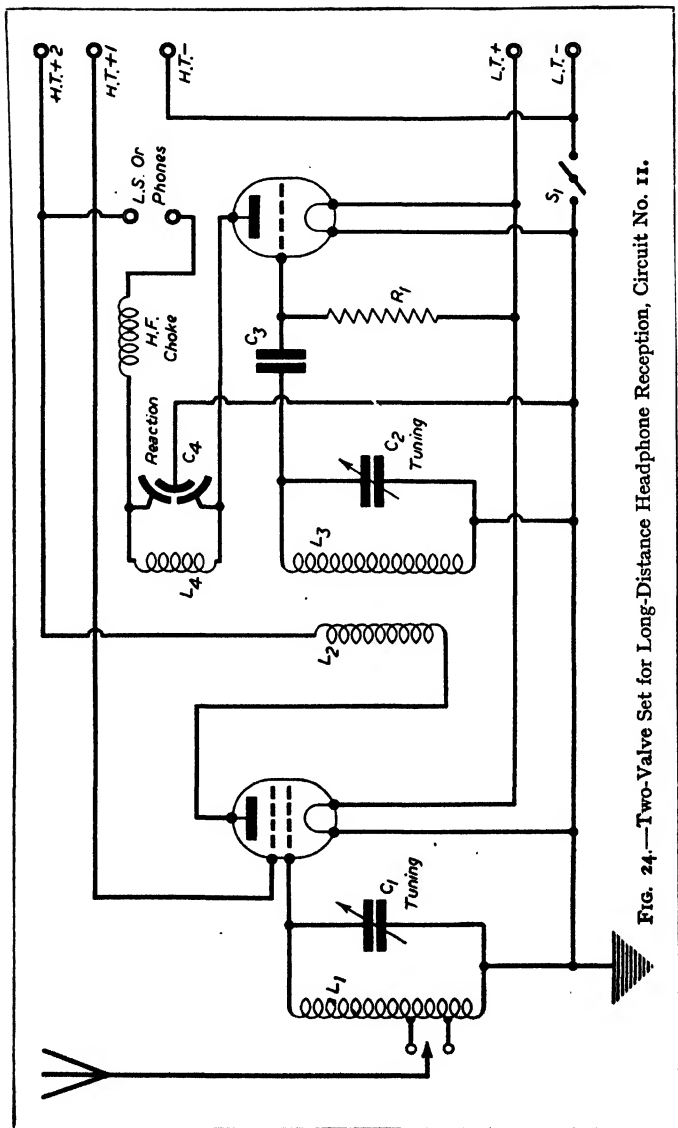 H.T.+2
H.T.+1
H.T.-
L.T.+
L.T.-
L.S. Or
Phones
H.F.
Choke
Reaction
C4
L4
C3
R1
S1
L3
C2
Tuning
L2
L1
C1
Tuning
FIG. 24.—Two-Valve Set for Long-Distance Headphone Reception, Circuit No. 11.